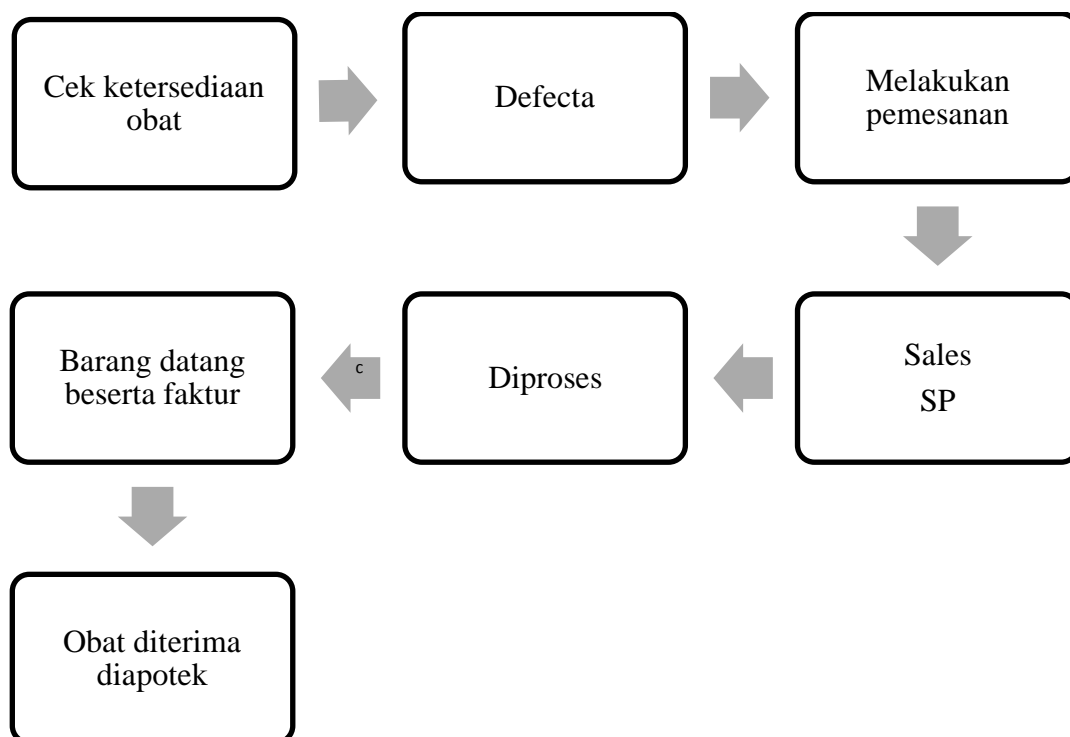 Cek ketersediaan
obat
Defecta
Melakukan
pemesanan
Sales
SP
Diproses
c
Barang datang
beserta faktur
Obat diterima
diapotek